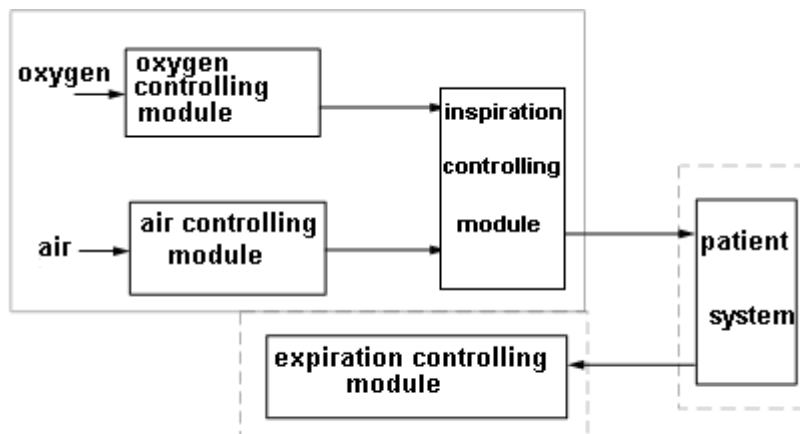 oxygen
oxygen
controlling
module
air
air controlling
module
inspiration
controlling
module
patient
system
expiration controlling
module